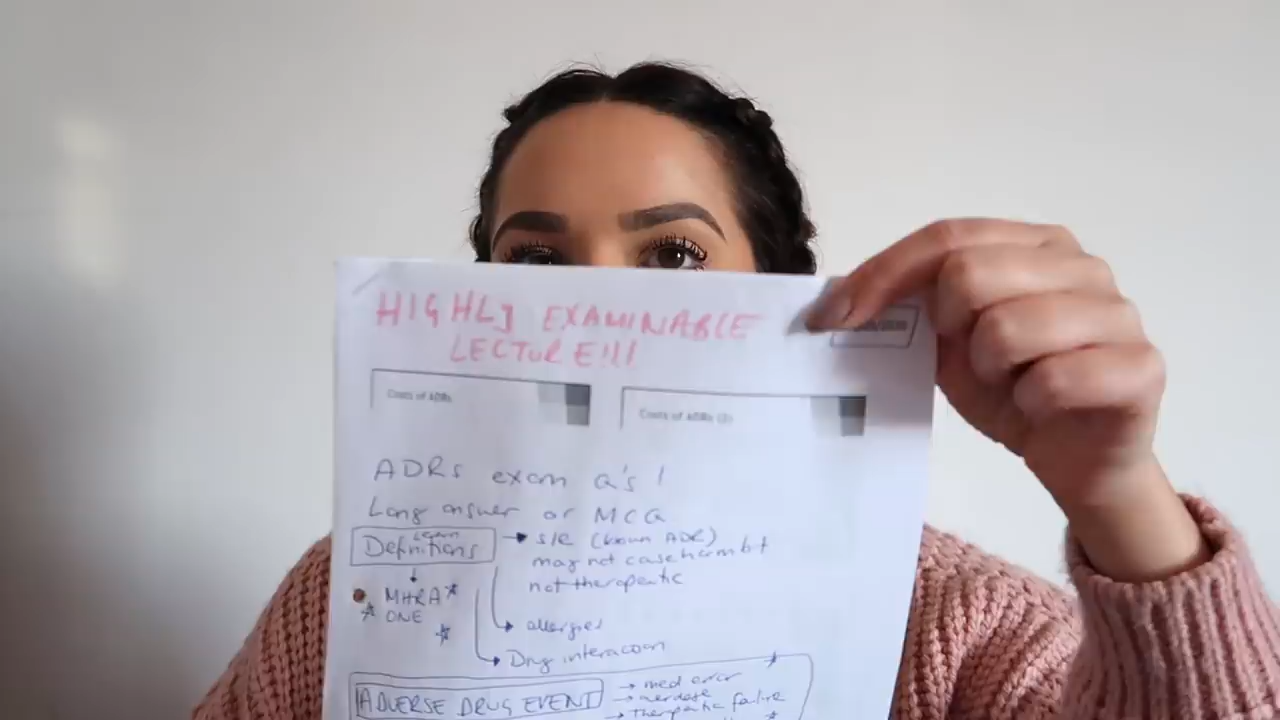 HIGHLY EXAMINABLE
LECTURE!!!
Costs of ADRs
Costs of ADRs (2)
ADRs exam Q's!
Long answer or MCQ
Learn
Definitions → S/E (known ADR)
may not cause harm bt
not therapeutic
MHRA*
* ONE
*
→ allergies
→ Drug interaction
*
ADVERSE DRUG EVENT → med error
→ overdose
→ therapeutic failure
*